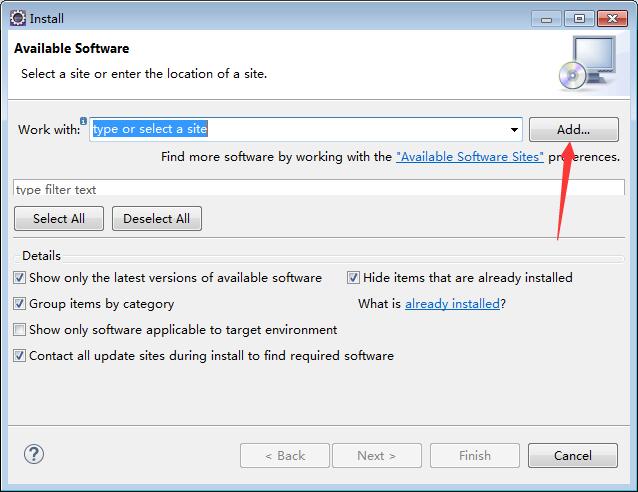 Install
Available Software
Select a site or enter the location of a site.
Work with: type or select a site Add...
Find more software by working with the "Available Software Sites" preferences.
type filter text
Select All Deselect All
Details
Show only the latest versions of available software Hide items that are already installed
Group items by category What is already installed?
Show only software applicable to target environment
Contact all update sites during install to find required software
? < Back Next > Finish Cancel